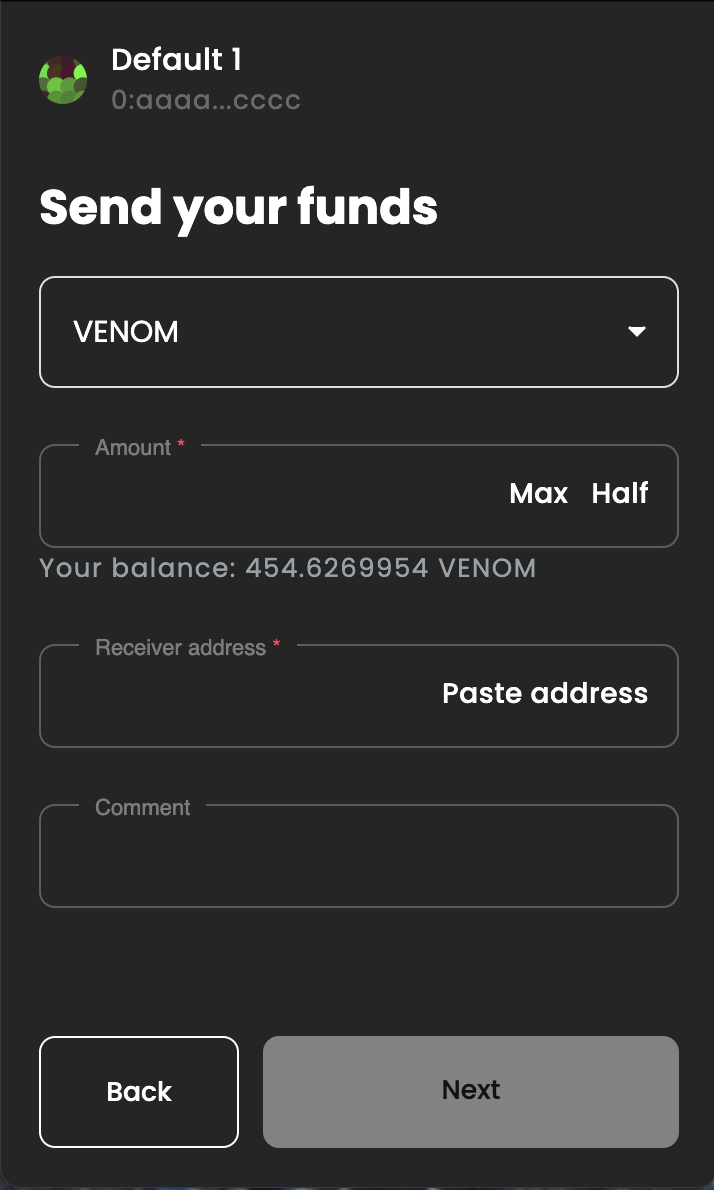 Default 1
0:aaaa...cccc
Send your funds
VENOM
Amount *
Max Half
Your balance: 454.6269954 VENOM
Receiver address *
Paste address
Comment
Back
Next